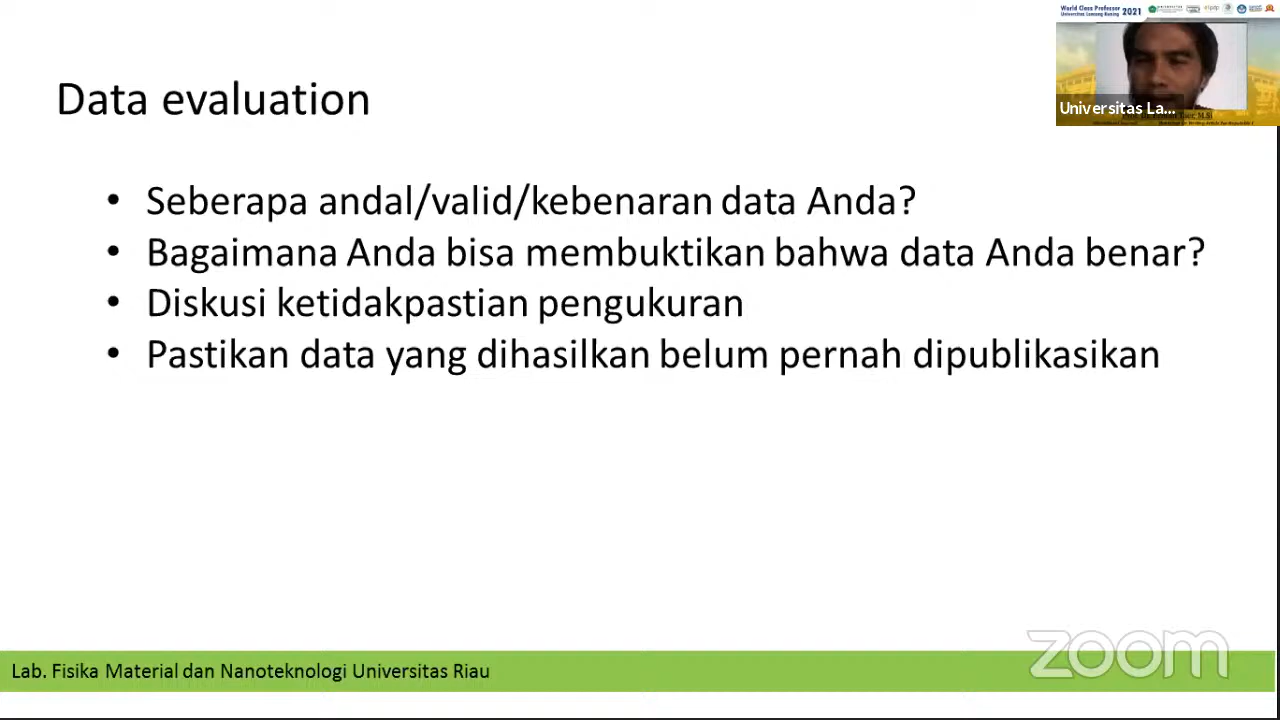 World Class Professor
Universitas Lancang Kuning 2021
Data evaluation
Universitas La...
• Seberapa andal/valid/kebenaran data Anda?
• Bagaimana Anda bisa membuktikan bahwa data Anda benar?
• Diskusi ketidakpastian pengukuran
• Pastikan data yang dihasilkan belum pernah dipublikasikan
zoom
Lab. Fisika Material dan Nanoteknologi Universitas Riau